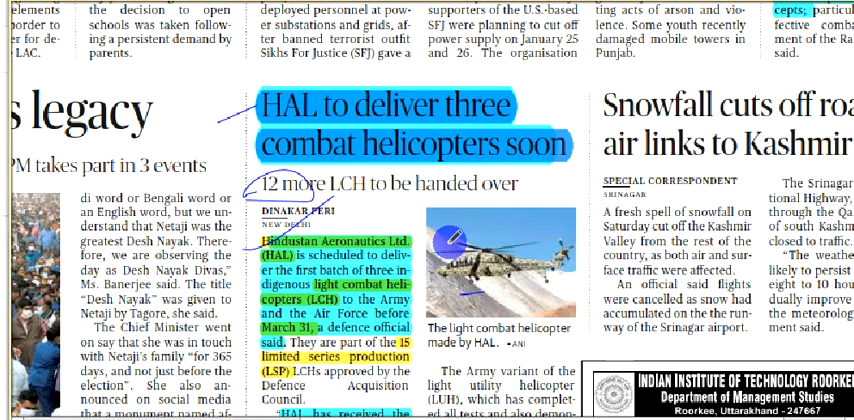 elements
order to
er for de-
LAC.
the decision to open
schools was taken follow-
ing a persistent demand by
parents.
deployed personnel at pow-
er substations and grids, af-
ter banned terrorist outfit
Sikhs For Justice (SFJ) gave a
supporters of the U.S.-based
SFJ were planning to cut off
power supply on January 25
and 26. The organisation
ing acts of arson and vio-
lence. Some youth recently
damaged mobile towers in
Punjab.
cepts; particul
fective comba
ment of the Ra
said.
s legacy
PM takes part in 3 events
di word or Bengali word or
an English word, but we un-
derstand that Netaji was the
greatest Desh Nayak. There-
fore, we are observing the
day as Desh Nayak Divas,”
Ms. Banerjee said. The title
“Desh Nayak” was given to
Netaji by Tagore, she said.
The Chief Minister went
on say that she was in touch
with Netaji’s family “for 365
days, and not just before the
election”. She also an-
nounced on social media
that a monument named af-
HAL to deliver three
combat helicopters soon
12 more LCH to be handed over
DINAKAR PERI
NEW DELHI
Hindustan Aeronautics Ltd.
(HAL) is scheduled to deliv-
er the first batch of three in-
digenous light combat heli-
copters (LCH) to the Army
and the Air Force before
March 31, a defence official
said. They are part of the 15
limited series production
(LSP) LCHs approved by the
Defence Acquisition
Council.
“HAL has received the
The light combat helicopter
made by HAL. •ANI
The Army variant of the
light utility helicopter
(LUH), which has complet-
ed all tests and also demon-
Snowfall cuts off roa
air links to Kashmir
SPECIAL CORRESPONDENT
SRINAGAR
A fresh spell of snowfall on
Saturday cut off the Kashmir
Valley from the rest of the
country, as both air and sur-
face traffic were affected.
An official said flights
were cancelled as snow had
accumulated on the the run-
way of the Srinagar airport.
The Srinagar
tional Highway,
through the Qa
of south Kashm
closed to traffic.
“The weathe
likely to persist
eight to 10 hou
dually improve
the meteorolog
ment said.
INDIAN INSTITUTE OF TECHNOLOGY ROORKEE
Department of Management Studies
Roorkee, Uttarakhand - 247667